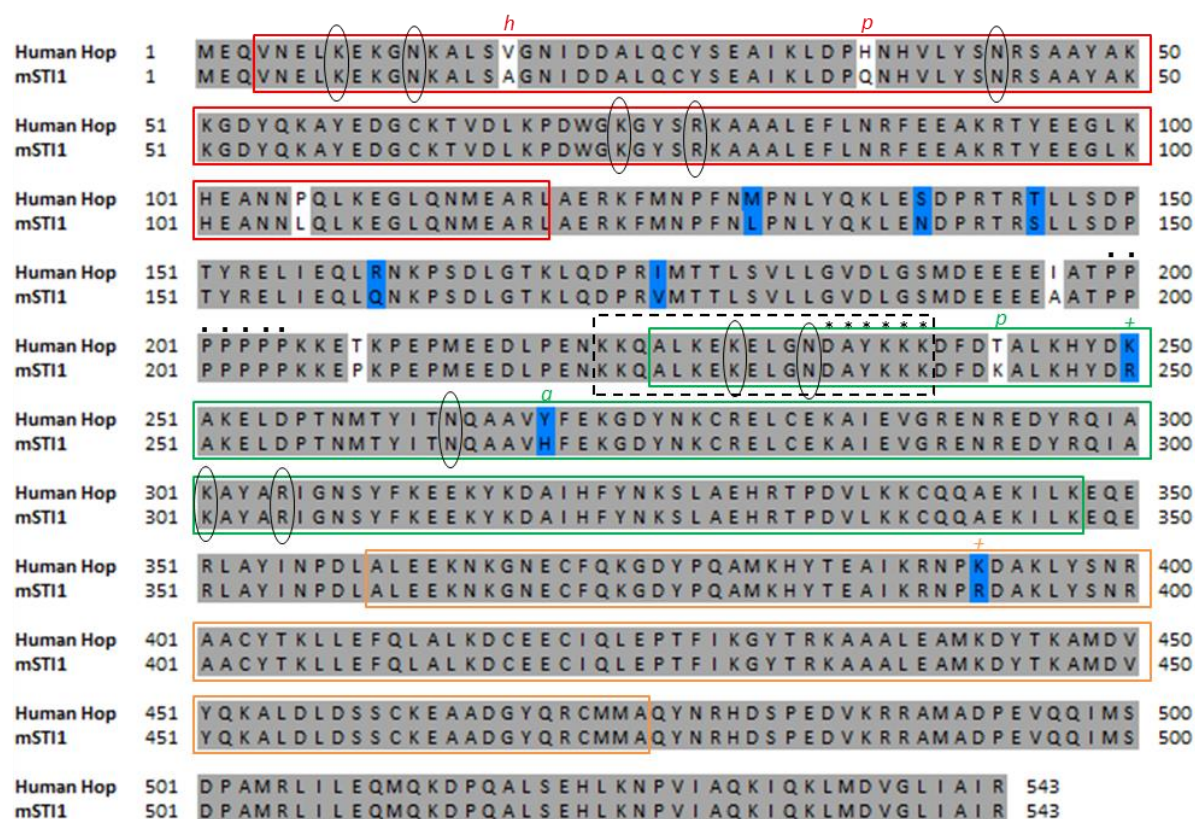 h p
Human Hop 1 MEQVNELKEKGNKALSVGNIDDALQCYSEAIKLDPHNHVLYSNRSAAYAK 50
mSTI1 1 MEQVNELKEKGNKALSAGNIDDALQCYSEAIKLDPQNHVLYSNRSAAYAK 50
Human Hop 51 KGDYQKAYEDGCKTVDLKPDWGKGYSRKAAALEFLNRFEEAKRTYEEGLK 100
mSTI1 51 KGDYQKAYEDGCKTVDLKPDWGKGYSRKAAALEFLNRFEEAKRTYEEGLK 100
Human Hop 101 HEANNPQLKEGLQNMEARLAERKFMNPFNMPNLYQKLESDPRTRTLLSDP 150
mSTI1 101 HEANNLQLKEGLQNMEARLAERKFMNPFNLPNLYQKLENDPRTRSLLSDP 150
. .
Human Hop 151 TYRELIEQLRNKPSDLGTKLQDPRIMTTLSVLLGVDLGSMDEEEEIATPP 200
mSTI1 151 TYRELIEQLQNKPSDLGTKLQDPRVMTTLSVLLGVDLGSMDEEEEAATPP 200
. . . . . * * * * * * p +
Human Hop 201 PPPPPKKETKPEPMEEDLPENKKQALKEKELGNDAYKKKDFDTALKHYDK 250
mSTI1 201 PPPPPKKEPKPEPMEEDLPENKKQALKEKELGNDAYKKKDFDKALKHYDR 250
a
Human Hop 251 AKELDPTNMTYITNQAAVYFEKGDYNKCRELCEKAIEVGRENREDYRQIA 300
mSTI1 251 AKELDPTNMTYITNQAAVHFEKGDYNKCRELCEKAIEVGRENREDYRQIA 300
Human Hop 301 KAYARIGNSYFKEEKYKDAIHFYNKSLAEHRTPDVLKKCQQAEKILKEQE 350
mSTI1 301 KAYARIGNSYFKEEKYKDAIHFYNKSLAEHRTPDVLKKCQQAEKILKEQE 350
+
Human Hop 351 RLAYINPDLALEEKNKGNECFQKGDYPQAMKHYTEAIKRNPKDAKLYSNR 400
mSTI1 351 RLAYINPDLALEEKNKGNECFQKGDYPQAMKHYTEAIKRNPRDAKLYSNR 400
Human Hop 401 AACYTKLLEFQLALKDCEECIQLEPTFIKGYTRKAAALEAMKDYTKAMDV 450
mSTI1 401 AACYTKLLEFQLALKDCEECIQLEPTFIKGYTRKAAALEAMKDYTKAMDV 450
Human Hop 451 YQKALDLDSSCKEAADGYQRCMMAQYNRHDSPEDVKRRAMADPEVQQIMS 500
mSTI1 451 YQKALDLDSSCKEAADGYQRCMMAQYNRHDSPEDVKRRAMADPEVQQIMS 500
Human Hop 501 DPAMRLILEQMQKDPQALSEHLKNPVIAQKIQKLMDVGLIAIR 543
mSTI1 501 DPAMRLILEQMQKDPQALSEHLKNPVIAQKIQKLMDVGLIAIR 543